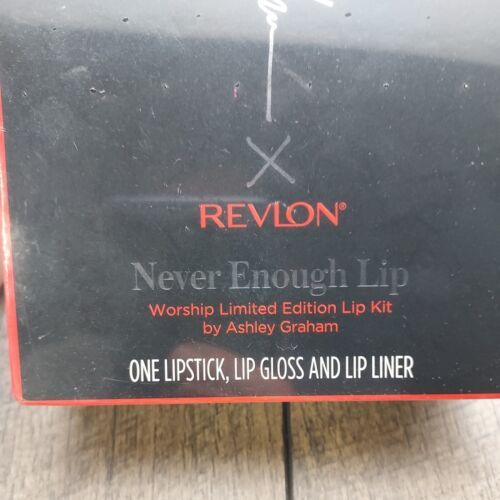 X
REVLON®
Never Enough Lip
Worship Limited Edition Lip Kit
by Ashley Graham
ONE LIPSTICK, LIP GLOSS AND LIP LINER